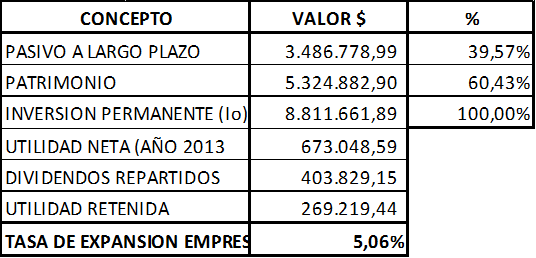 CONCEPTO VALOR $ %
PASIVO A LARGO PLAZO 3.486.778,99 39,57%
PATRIMONIO 5.324.882,90 60,43%
INVERSION PERMANENTE (Io) 8.811.661,89 100,00%
UTILIDAD NETA (AÑO 2013 673.048,59
DIVIDENDOS REPARTIDOS 403.829,15
UTILIDAD RETENIDA 269.219,44
TASA DE EXPANSION EMPRES 5,06%